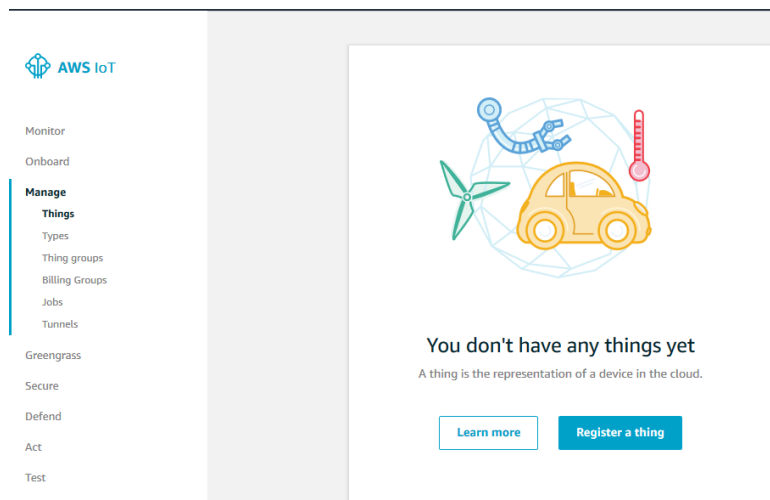 AWS IoT
Monitor
Onboard
Manage
Things
Types
Thing groups
Billing Groups
Jobs
Tunnels
Greengrass
Secure
Defend
Act
Test
You don't have any things yet
A thing is the representation of a device in the cloud.
Learn more
Register a thing